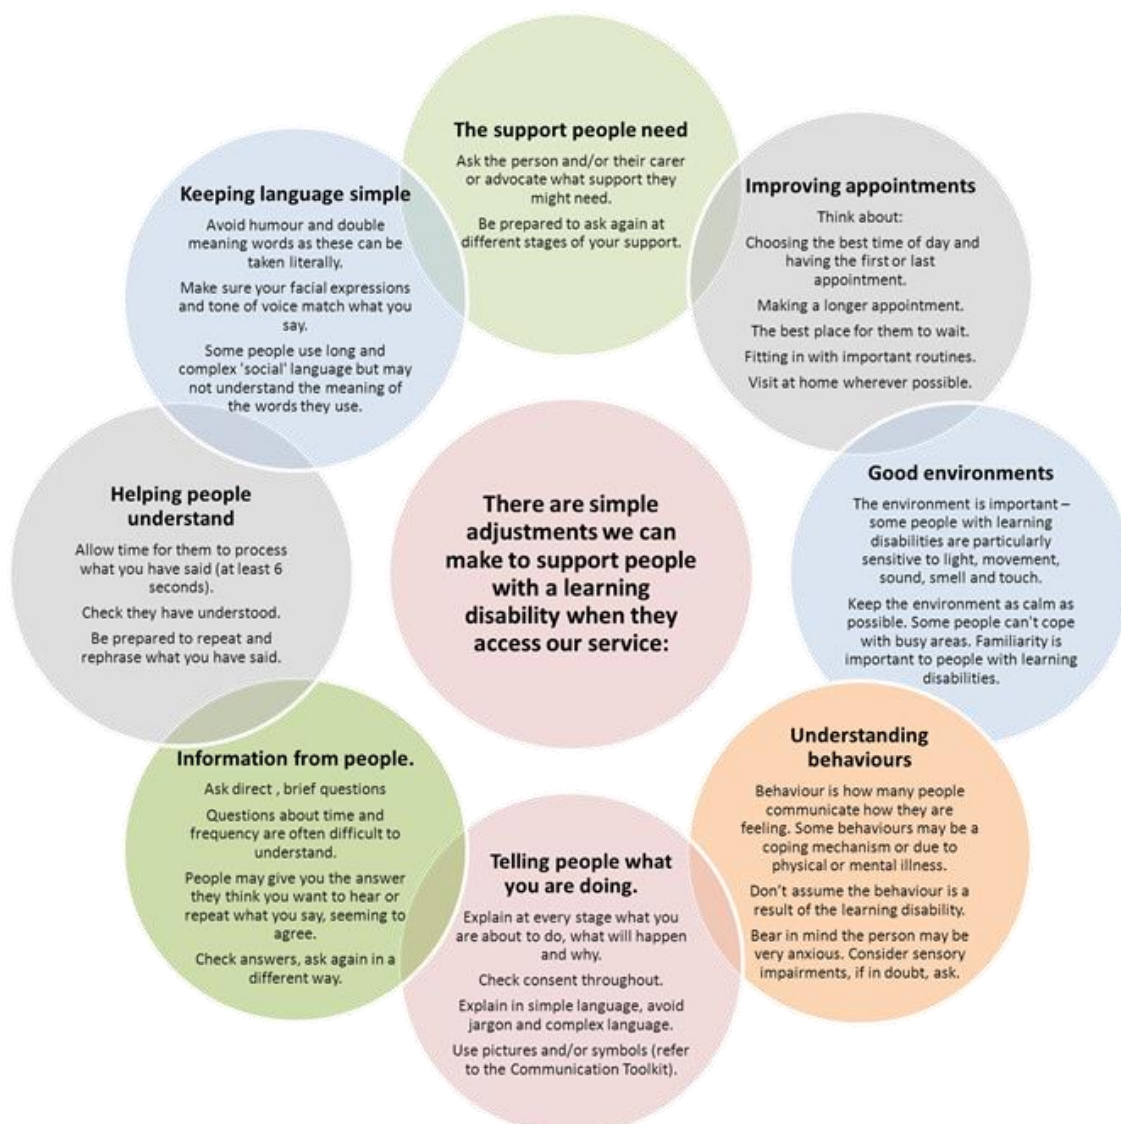 The support people need
Ask the person and/or their carer
or advocate what support they
might need.
Be prepared to ask again at
different stages of your support.
Improving appointments
Think about:
Choosing the best time of day and
having the first or last
appointment.
Making a longer appointment.
The best place for them to wait.
Fitting in with important routines.
Visit at home wherever possible.
Good environments
The environment is important –
some people with learning
disabilities are particularly
sensitive to light, movement,
sound, smell and touch.
Keep the environment as calm as
possible. Some people can't cope
with busy areas. Familiarity is
important to people with learning
disabilities.
Understanding
behaviours
Behaviour is how many people
communicate how they are
feeling. Some behaviours may be a
coping mechanism or due to
physical or mental illness.
Don't assume the behaviour is a
result of the learning disability.
Bear in mind the person may be
very anxious. Consider sensory
impairments, if in doubt, ask.
Telling people what
you are doing.
Explain at every stage what you
are about to do, what will happen
and why.
Check consent throughout.
Explain in simple language, avoid
jargon and complex language.
Use pictures and/or symbols (refer
to the Communication Toolkit).
Information from people.
Ask direct , brief questions
Questions about time and
frequency are often difficult to
understand.
People may give you the answer
they think you want to hear or
repeat what you say, seeming to
agree.
Check answers, ask again in a
different way.
Helping people
understand
Allow time for them to process
what you have said (at least 6
seconds).
Check they have understood.
Be prepared to repeat and
rephrase what you have said.
Keeping language simple
Avoid humour and double
meaning words as these can be
taken literally.
Make sure your facial expressions
and tone of voice match what you
say.
Some people use long and
complex 'social' language but may
not understand the meaning of
the words they use.
There are simple
adjustments we can
make to support people
with a learning
disability when they
access our service: